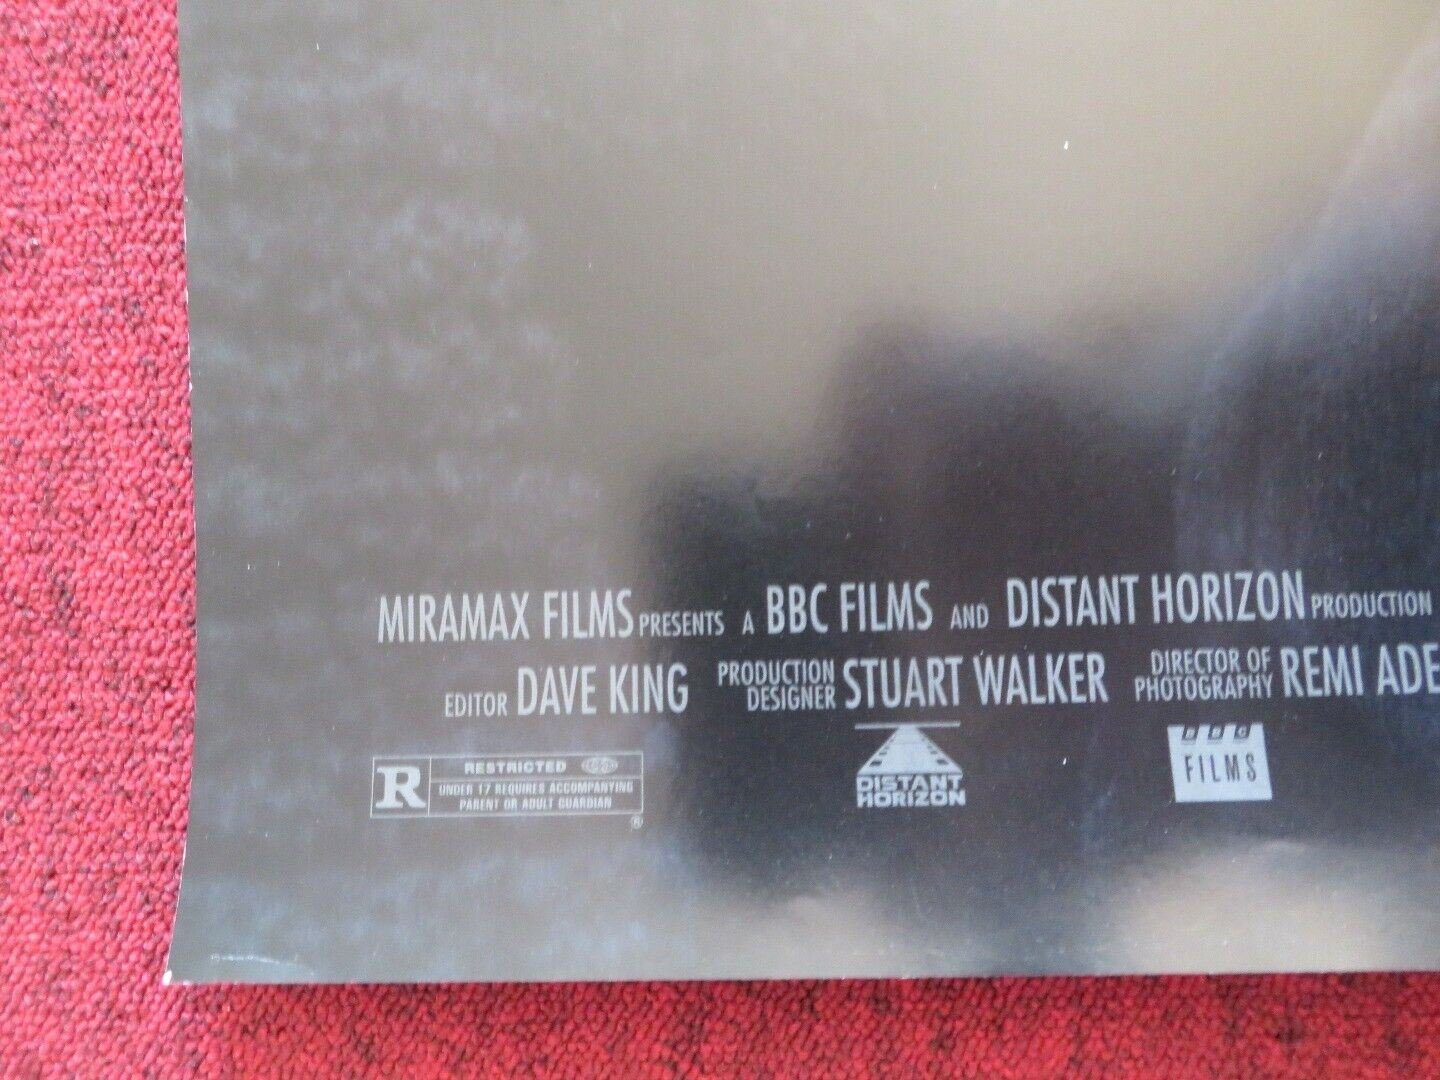 MIRAMAX FILMS PRESENTS A BBC FILMS AND DISTANT HORIZON PRODUCTION
EDITOR DAVE KING PRODUCTION DESIGNER STUART WALKER DIRECTOR OF PHOTOGRAPHY REMI ADE
R
RESTRICTED
UNDER 17 REQUIRES ACCOMPANYING
PARENT OR ADULT GUARDIAN
®
DISTANT
HORIZON
BBC
FILMS